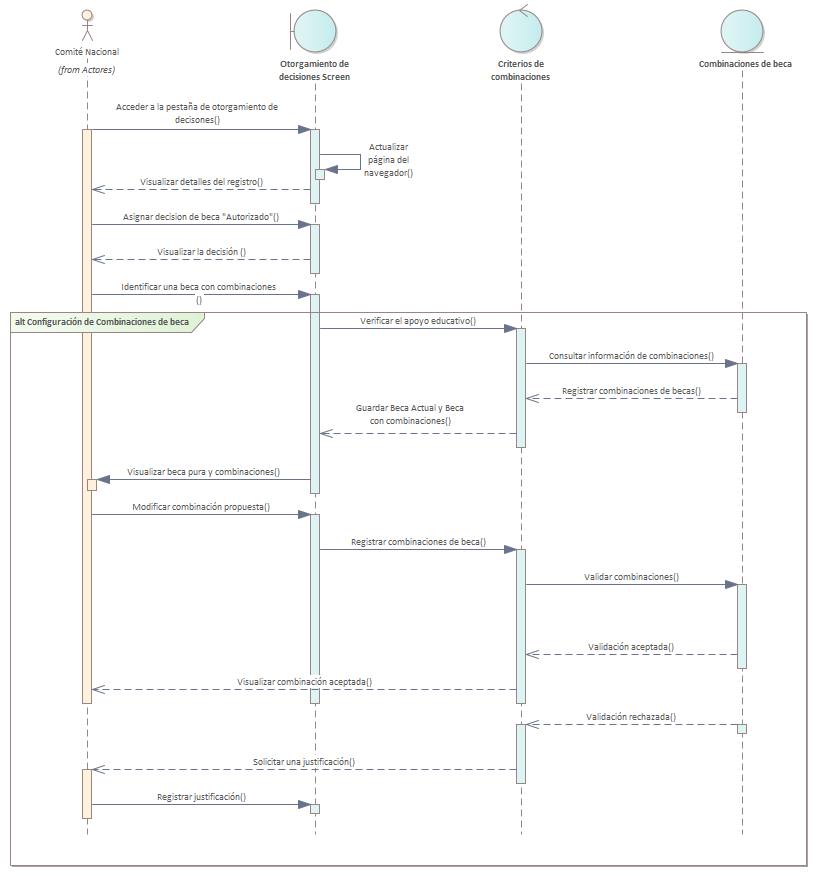 Comité Nacional
(from Actores)
Otorgamiento de
decisiones Screen
Criterios de
combinaciones
Combinaciones de beca
Acceder a la pestaña de otorgamiento de
decisones()
Actualizar
página del
navegador()
Visualizar detalles del registro()
Asignar decision de beca "Autorizado"()
Visualizar la decisión ()
Identificar una beca con combinaciones
()
alt Configuración de Combinaciones de beca
Verificar el apoyo educativo()
Consultar información de combinaciones()
Registrar combinaciones de becas()
Guardar Beca Actual y Beca
con combinaciones()
Visualizar beca pura y combinaciones()
Modificar combinación propuesta()
Registrar combinaciones de beca()
Validar combinaciones()
Validación aceptada()
Visualizar combinación aceptada()
Validación rechazada()
Solicitar una justificación()
Registrar justificación()